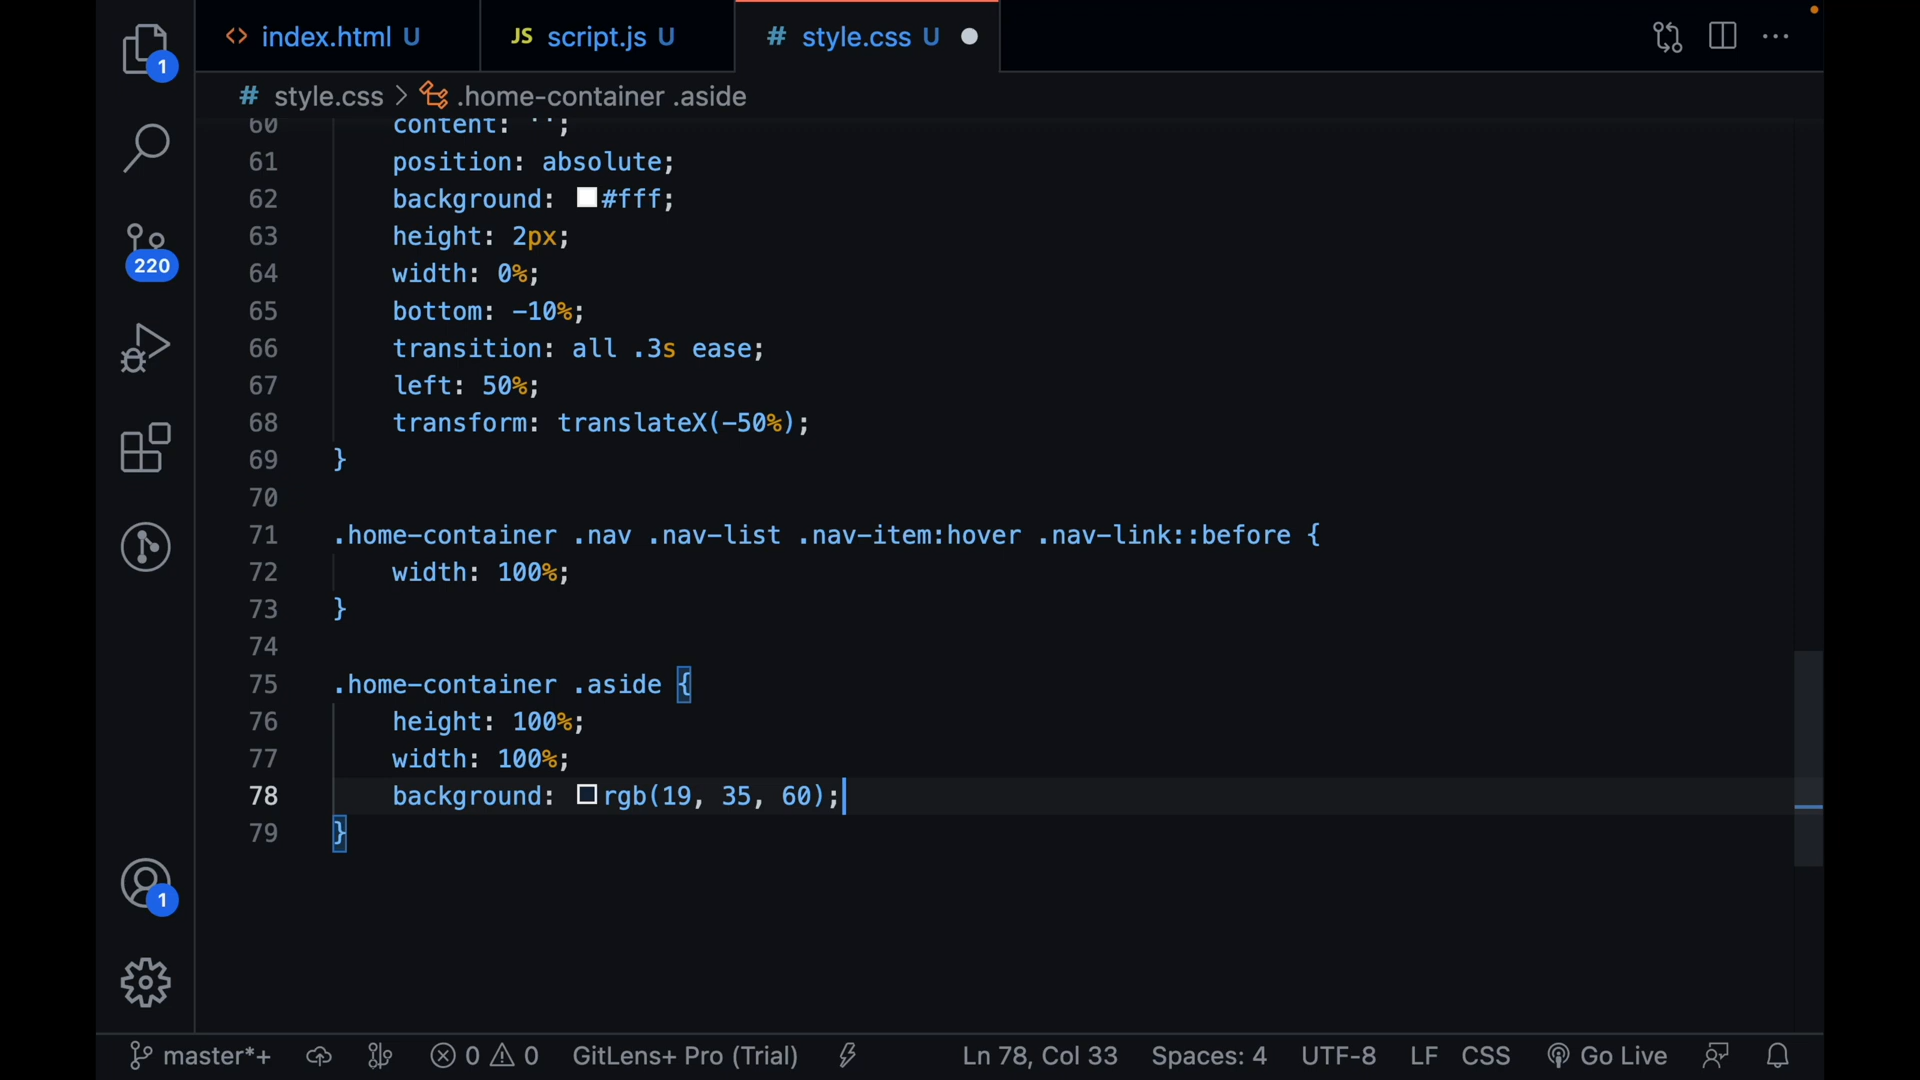 <> index.html U
JS script.js U
# style.css U
# style.css > .home-container .aside
60 content: '';
61 position: absolute;
62 background: #fff;
63 height: 2px;
64 width: 0%;
65 bottom: -10%;
66 transition: all .3s ease;
67 left: 50%;
68 transform: translateX(-50%);
69 }
70
71 .home-container .nav .nav-list .nav-item:hover .nav-link::before {
72 width: 100%;
73 }
74
75 .home-container .aside {
76 height: 100%;
77 width: 100%;
78 background: rgb(19, 35, 60);
79 }
1
220
1
master*+ 0 0 GitLens+ Pro (Trial) Ln 78, Col 33 Spaces: 4 UTF-8 LF CSS Go Live